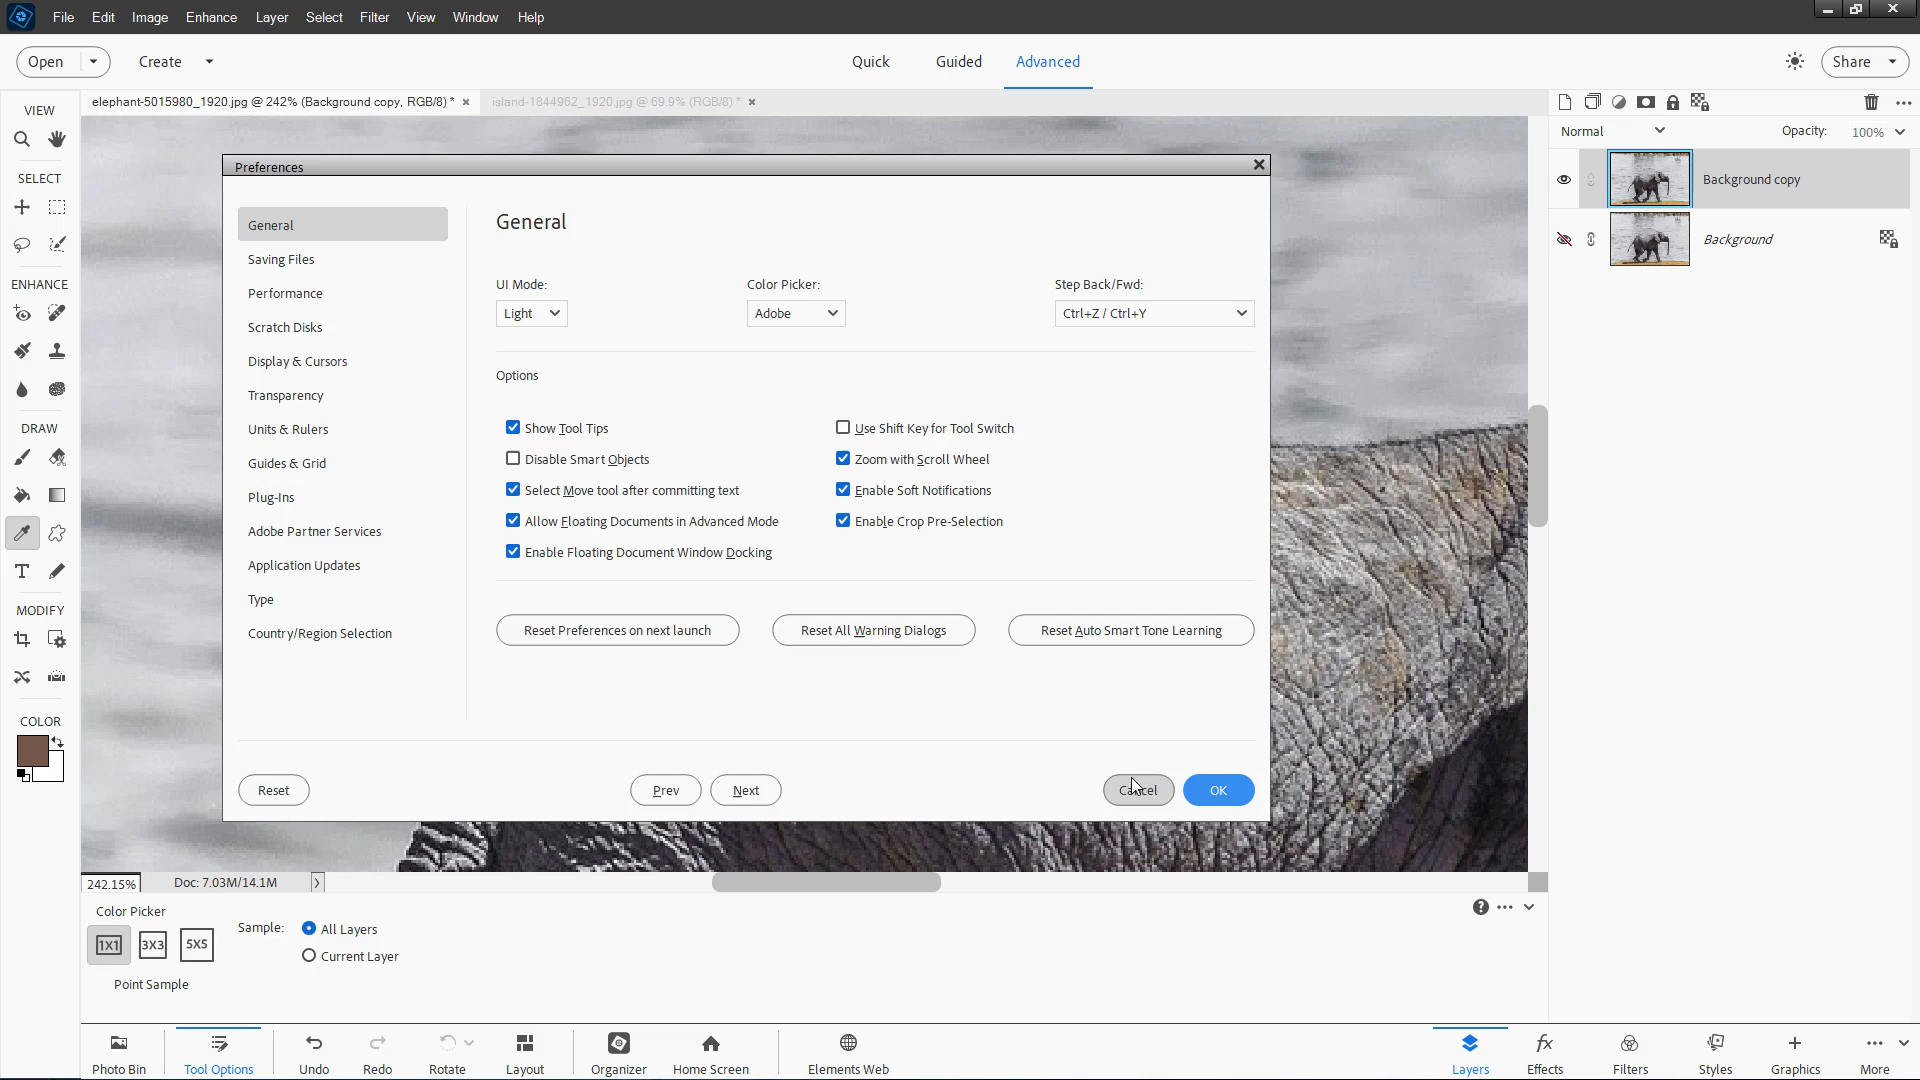 File Edit Image Enhance Layer Select Filter View Window Help
Open Create Quick Guided Advanced Share
VIEW
elephant-5015980_1920.jpg @ 242% (Background copy, RGB/8) * island-1844962_1920.jpg @ 69.9% (RGB/8) *
Normal Opacity: 100%
SELECT
Background copy
Background
ENHANCE
DRAW
MODIFY
COLOR
Preferences
General
Saving Files
Performance
Scratch Disks
Display & Cursors
Transparency
Units & Rulers
Guides & Grid
Plug-Ins
Adobe Partner Services
Application Updates
Type
Country/Region Selection
General
UI Mode: Color Picker: Step Back/Fwd:
Light Adobe Ctrl+Z / Ctrl+Y
Options
Show Tool Tips Use Shift Key for Tool Switch
Disable Smart Objects Zoom with Scroll Wheel
Select Move tool after committing text Enable Soft Notifications
Allow Floating Documents in Advanced Mode Enable Crop Pre-Selection
Enable Floating Document Window Docking
Reset Preferences on next launch Reset All Warning Dialogs Reset Auto Smart Tone Learning
Reset Prev Next Cancel OK
242.15% Doc: 7.03M/14.1M
Color Picker
1X1 3X3 5X5 Sample: All Layers
Current Layer
Point Sample
Photo Bin Tool Options Undo Redo Rotate Layout Organizer Home Screen Elements Web Layers Effects Filters Styles Graphics More